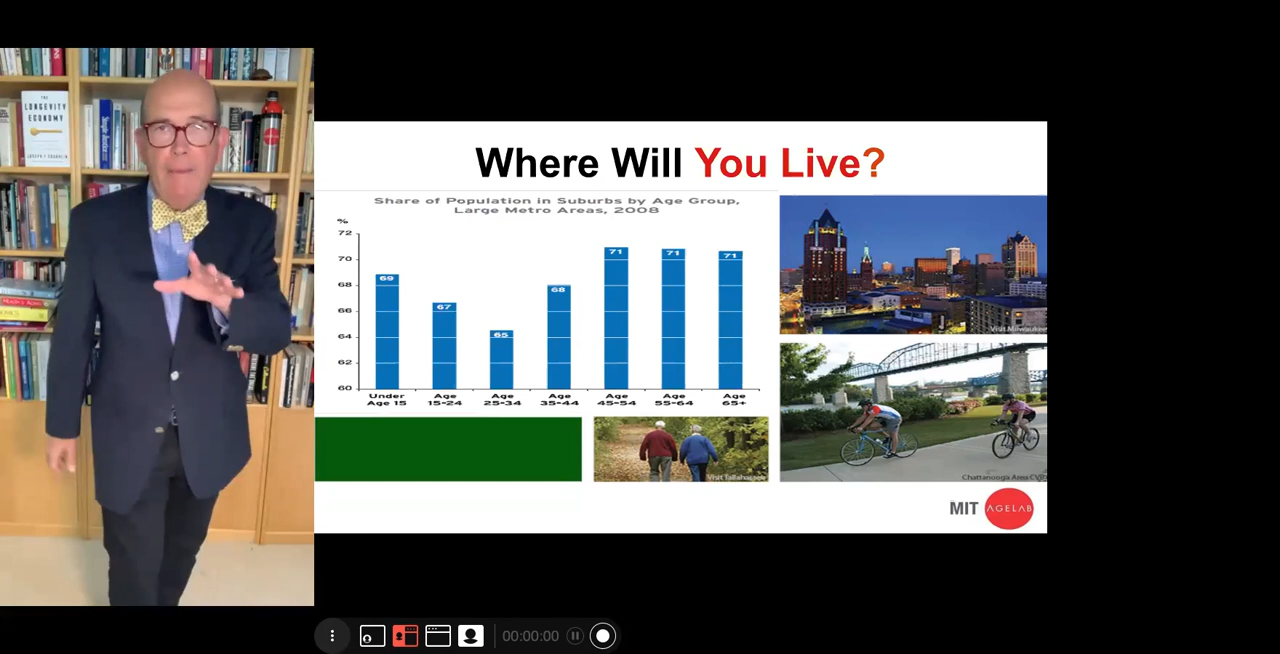 THE
LONGEVITY
ECONOMY
Where Will You Live?
Share of Population in Suburbs by Age Group,
Large Metro Areas, 2008
%
72
70
68
66
64
62
60
69
67
65
68
71
71
71
Under
Age 15
Age
15-24
Age
25-34
Age
35-44
Age
45-54
Age
55-64
Age
65+
Visit Milwaukee
Visit Tallahassee
Chattanooga Area CVB
MIT AGELAB
00:00:00